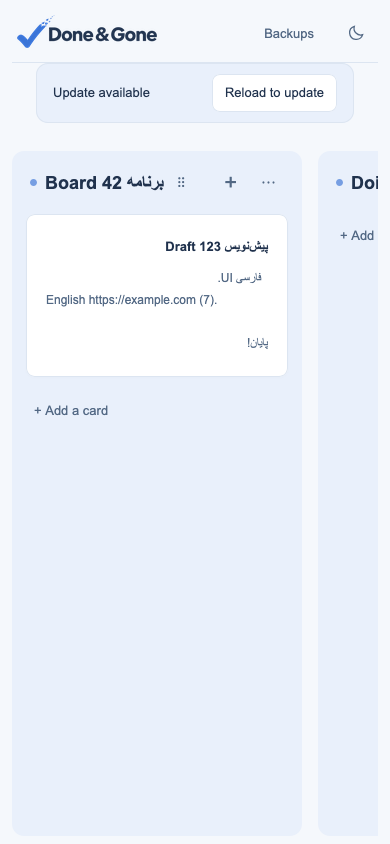 Done & Gone
Backups
Update available
Reload to update
Board 42 برنامه
پیش‌نویس Draft 123
فارسی UI.
English https://example.com (7).
پایان!
+ Add a card
Doi
+ Add